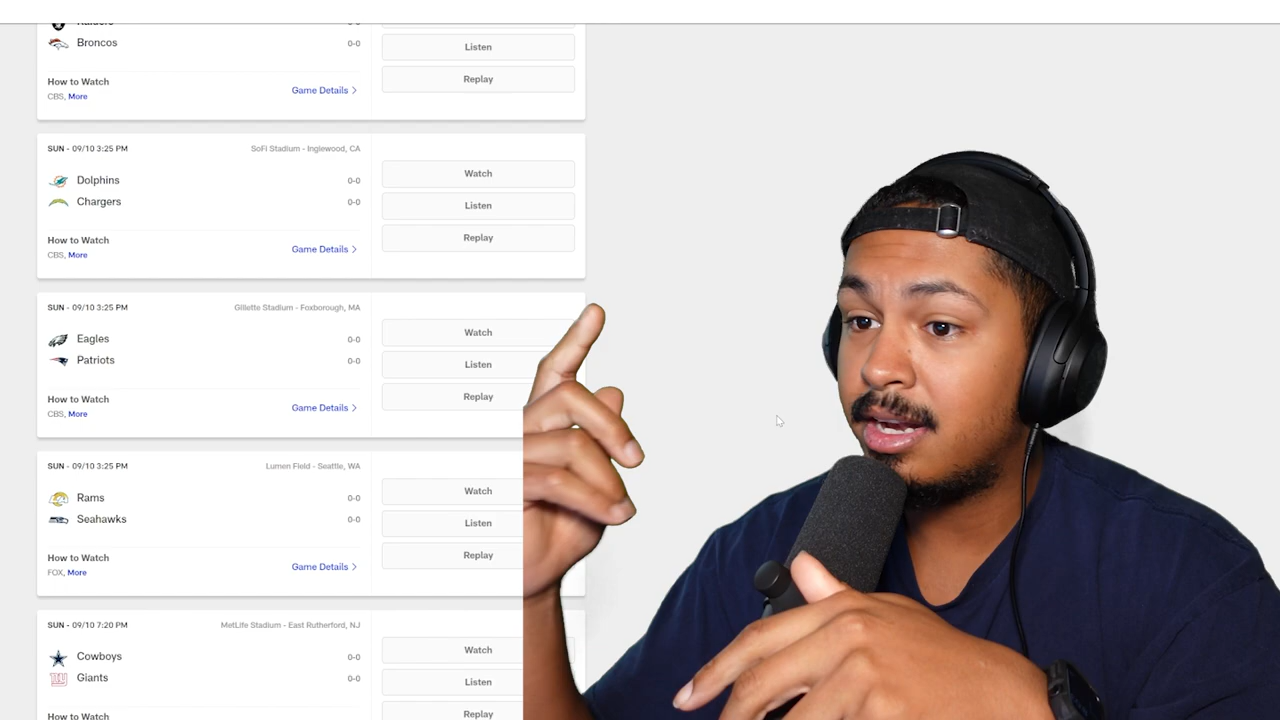 Raiders 0-0
Broncos 0-0
Listen
Replay
How to Watch
CBS, More
Game Details >
SUN - 09/10 3:25 PM
SoFi Stadium - Inglewood, CA
Dolphins 0-0
Chargers 0-0
Watch
Listen
Replay
How to Watch
CBS, More
Game Details >
SUN - 09/10 3:25 PM
Gillette Stadium - Foxborough, MA
Eagles 0-0
Patriots 0-0
Watch
Listen
Replay
How to Watch
CBS, More
Game Details >
SUN - 09/10 3:25 PM
Lumen Field - Seattle, WA
Rams 0-0
Seahawks 0-0
Watch
Listen
Replay
How to Watch
FOX, More
Game Details >
SUN - 09/10 7:20 PM
MetLife Stadium - East Rutherford, NJ
Cowboys 0-0
Giants 0-0
Watch
Listen
Replay
How to Watch